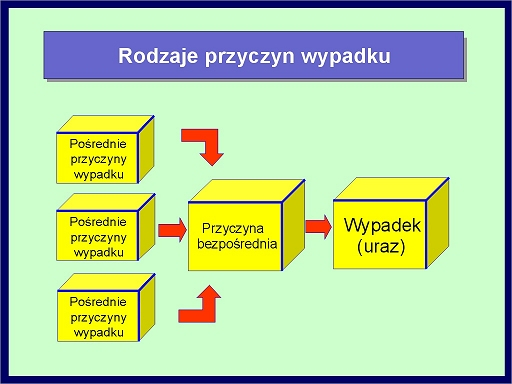 Rodzaje przyczyn wypadku
Pośrednie
przyczyny
wypadku
Pośrednie
przyczyny
wypadku
Pośrednie
przyczyny
wypadku
Przyczyna
bezpośrednia
Wypadek
(uraz)